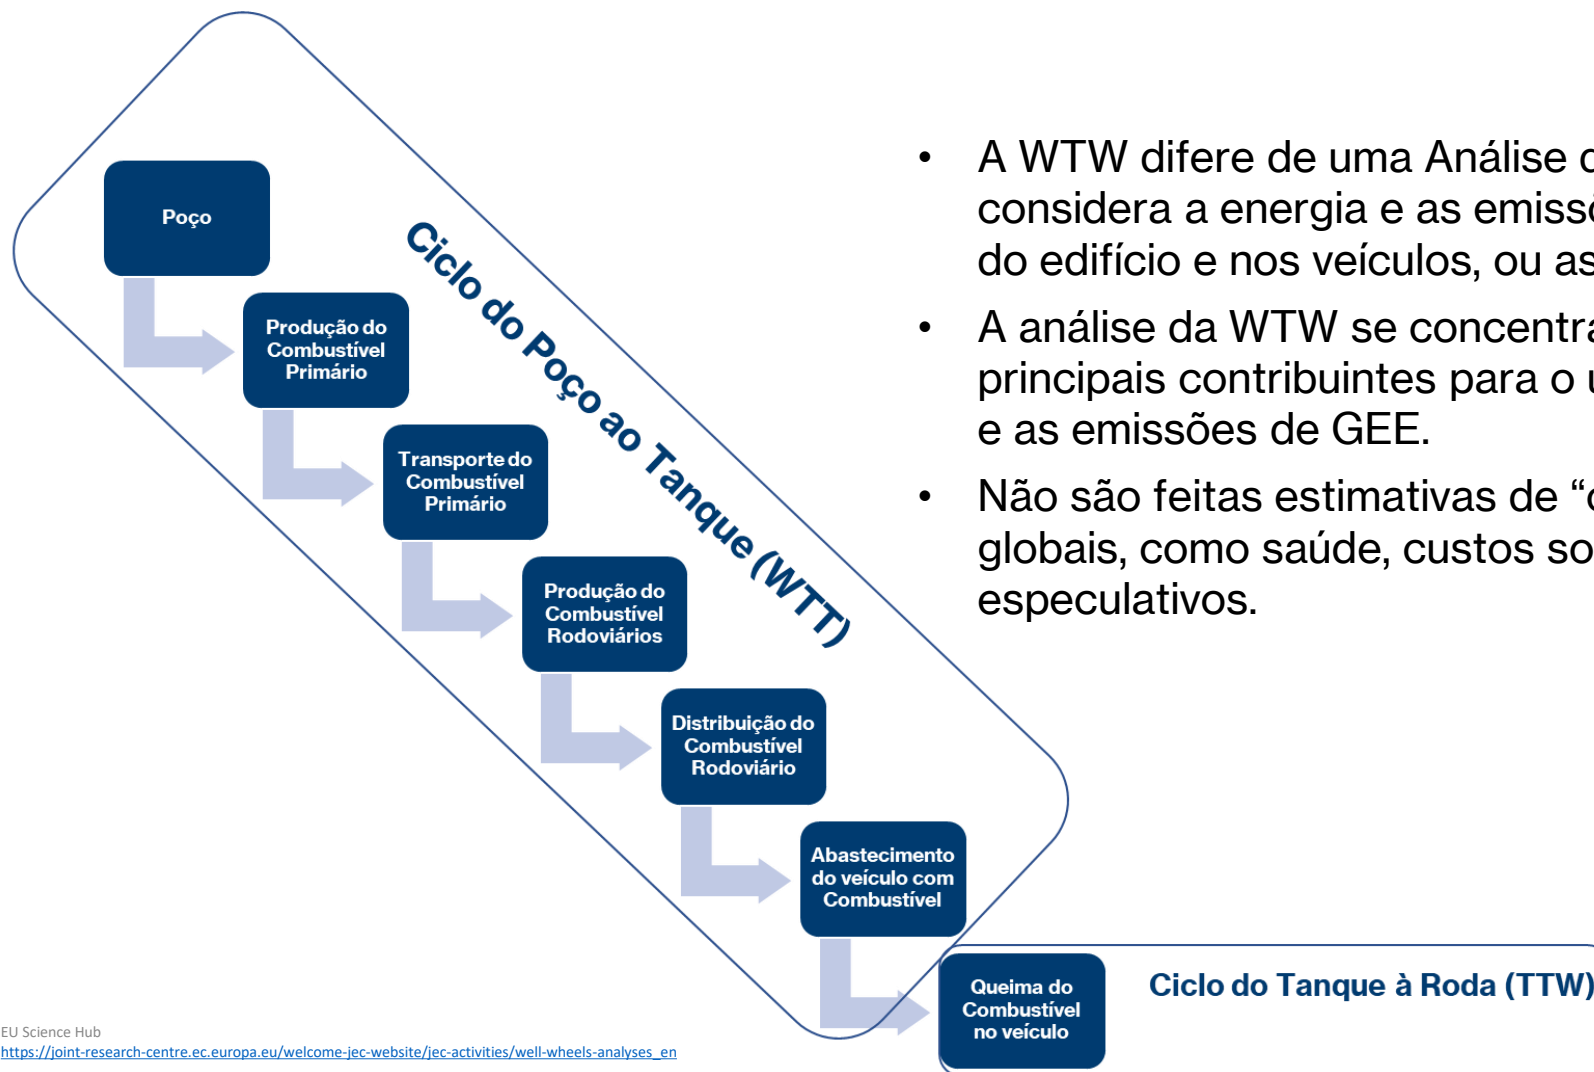 Poço
Produção do
Combustível
Primário
Transporte do
Combustível
Primário
Produção do
Combustível
Rodoviários
Distribuição do
Combustível
Rodoviário
Abastecimento
do veículo com
Combustível
Queima do
Combustível
no veículo
Ciclo do Poço ao Tanque (WTT)
Ciclo do Tanque à Roda (TTW)
• A WTW difere de uma Análise
considera a energia e as
do edifício e nos veículos, ou
• A análise da WTW se
principais contribuintes para o
e as emissões de GEE.
• Não são feitas estimativas de
globais, como saúde, custos
especulativos.
EU Science Hub
https://joint-research-centre.ec.europa.eu/welcome-jec-website/jec-activities/well-wheels-analyses_en